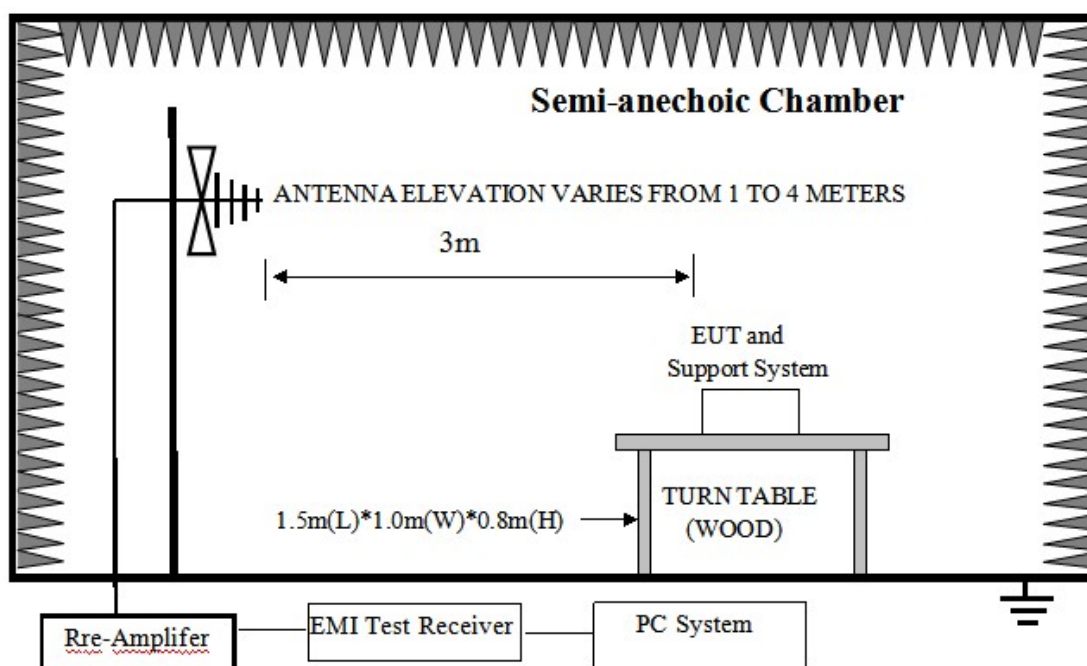 Semi-anechoic Chamber
ANTENNA ELEVATION VARIES FROM 1 TO 4 METERS
3m
EUT and
Support System
1.5m(L)*1.0m(W)*0.8m(H)
TURN TABLE
(WOOD)
Rre-Amplifer
EMI Test Receiver
PC System